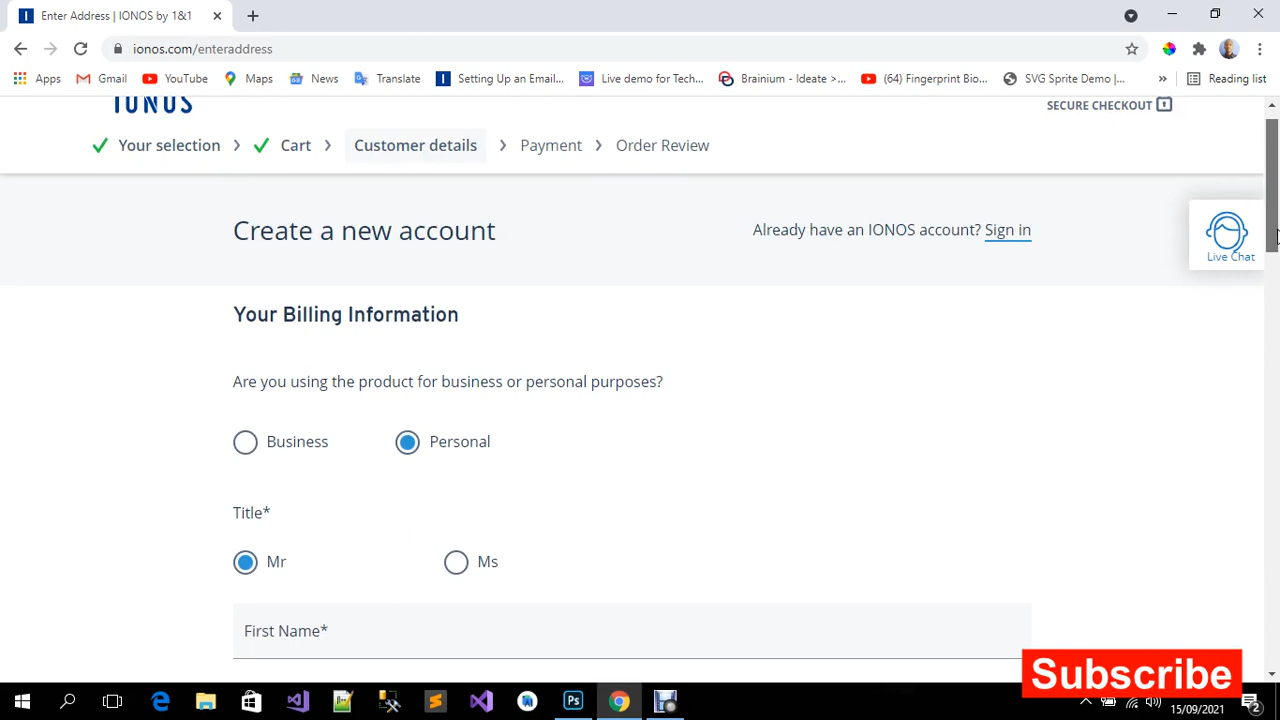 Enter Address | IONOS by 1&1
ionos.com/enteraddress
Apps Gmail YouTube Maps News Translate Setting Up an Email... Live demo for Tech... Brainium - Ideate >... (64) Fingerprint Bio... SVG Sprite Demo |... » Reading list
IONOS
SECURE CHECKOUT
Your selection Cart Customer details Payment Order Review
Create a new account
Already have an IONOS account? Sign in
Live Chat
Your Billing Information
Are you using the product for business or personal purposes?
Business Personal
Title*
Mr Ms
First Name*
Subscribe
15/09/2021
2